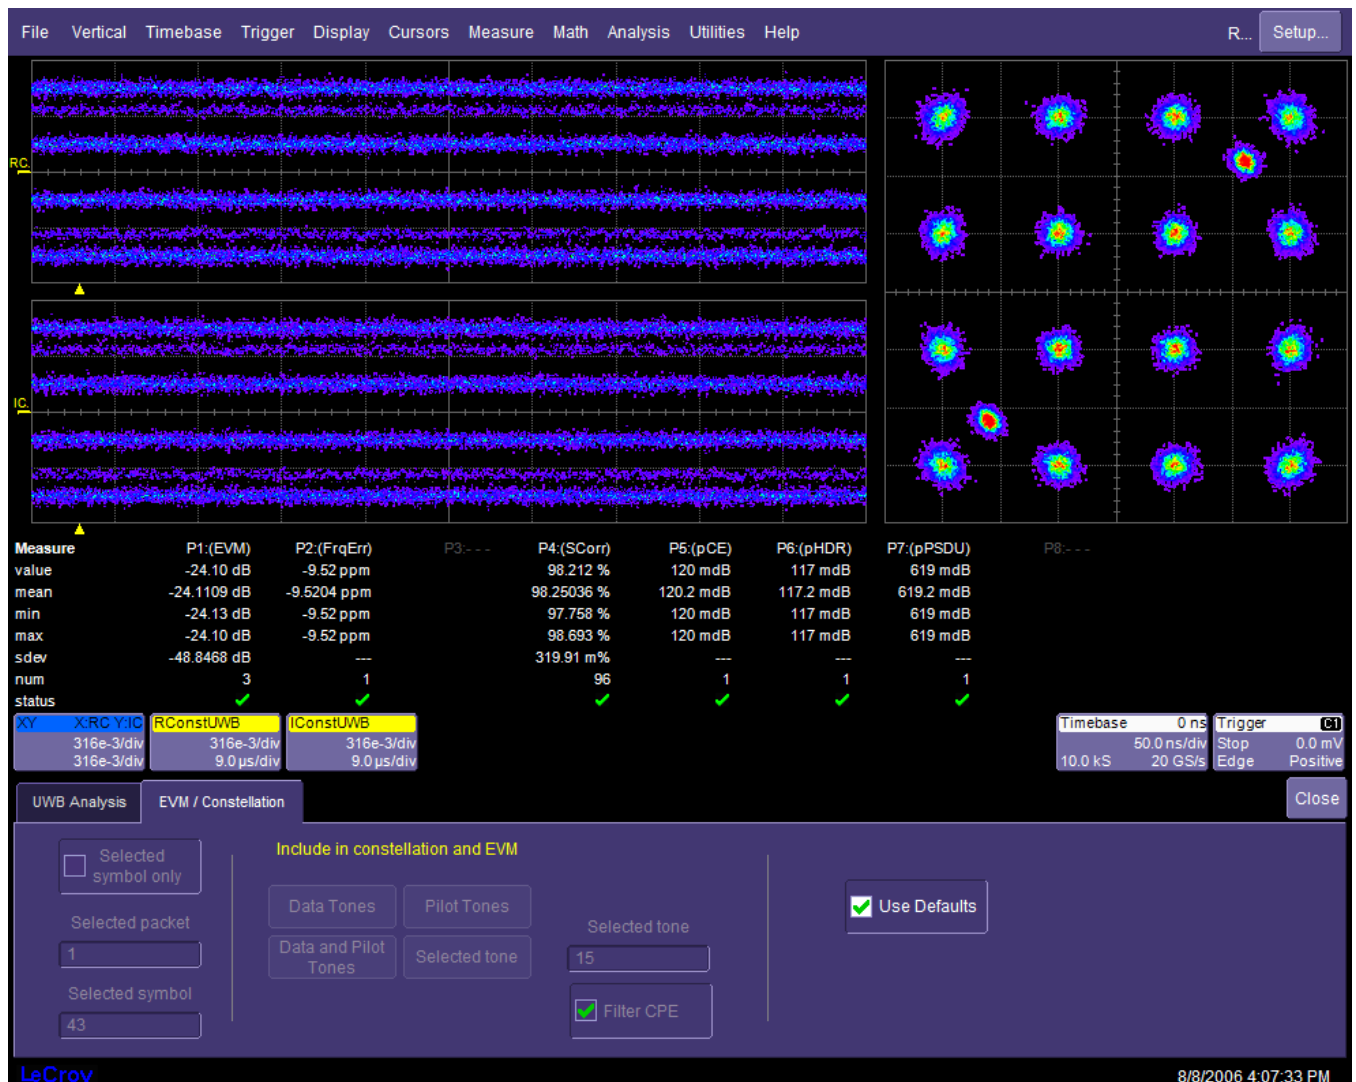 File Vertical Timebase Trigger Display Cursors Measure Math Analysis Utilities Help R... Setup...
RC.
IC.
Measure P1:(EVM) P2:(FrqErr) P3:- - - P4:(SCorr) P5:(pCE) P6:(pHDR) P7:(pPSDU) P8:- - -
value -24.10 dB -9.52 ppm 98.212 % 120 mdB 117 mdB 619 mdB
mean -24.1109 dB -9.5204 ppm 98.25036 % 120.2 mdB 117.2 mdB 619.2 mdB
min -24.13 dB -9.52 ppm 97.758 % 120 mdB 117 mdB 619 mdB
max -24.10 dB -9.52 ppm 98.693 % 120 mdB 117 mdB 619 mdB
sdev -48.8468 dB --- 319.91 m% --- --- ---
num 3 1 96 1 1 1
status
XY X:RC Y:IC RConstUWB IConstUWB Timebase 0 ns Trigger C1
316e-3/div 316e-3/div 316e-3/div 50.0 ns/div Stop 0.0 mV
316e-3/div 9.0 µs/div 9.0 µs/div 10.0 kS 20 GS/s Edge Positive
UWB Analysis EVM / Constellation Close
Selected symbol only
Include in constellation and EVM
Data Tones Pilot Tones
Use Defaults
Selected packet
1
Data and Pilot Tones Selected tone
Selected tone
15
Selected symbol
43
Filter CPE
LeCroy 8/8/2006 4:07:33 PM